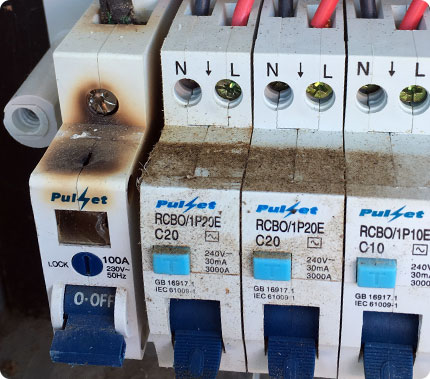 Pulset
N ↓ L
N ↓ L
N ↓ L
Pulset
LOCK
100A
230V~
50Hz
O·OFF
Pulset
RCBO/1P20E
C20
240V~
30mA
3000A
GB 16917.1
IEC 61009-1
Pulset
RCBO/1P20E
C20
240V~
30mA
3000A
GB 16917.1
IEC 61009-1
Pulset
RCBO/1P10E
C10
240V~
30mA
3000A
GB 16917.1
IEC 61009-1